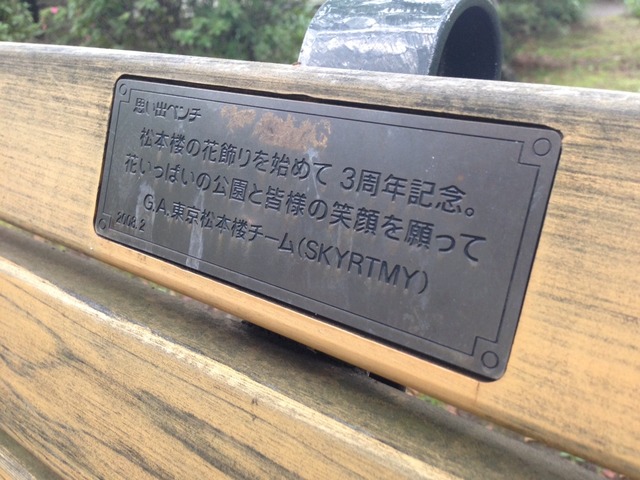 思い出ベンチ
松本楼の花飾りを始めて 3周年記念。
花いっぱいの公園と皆様の笑顔を願って
G.A.東京松本楼チーム(SKYRTMY)
2008.2